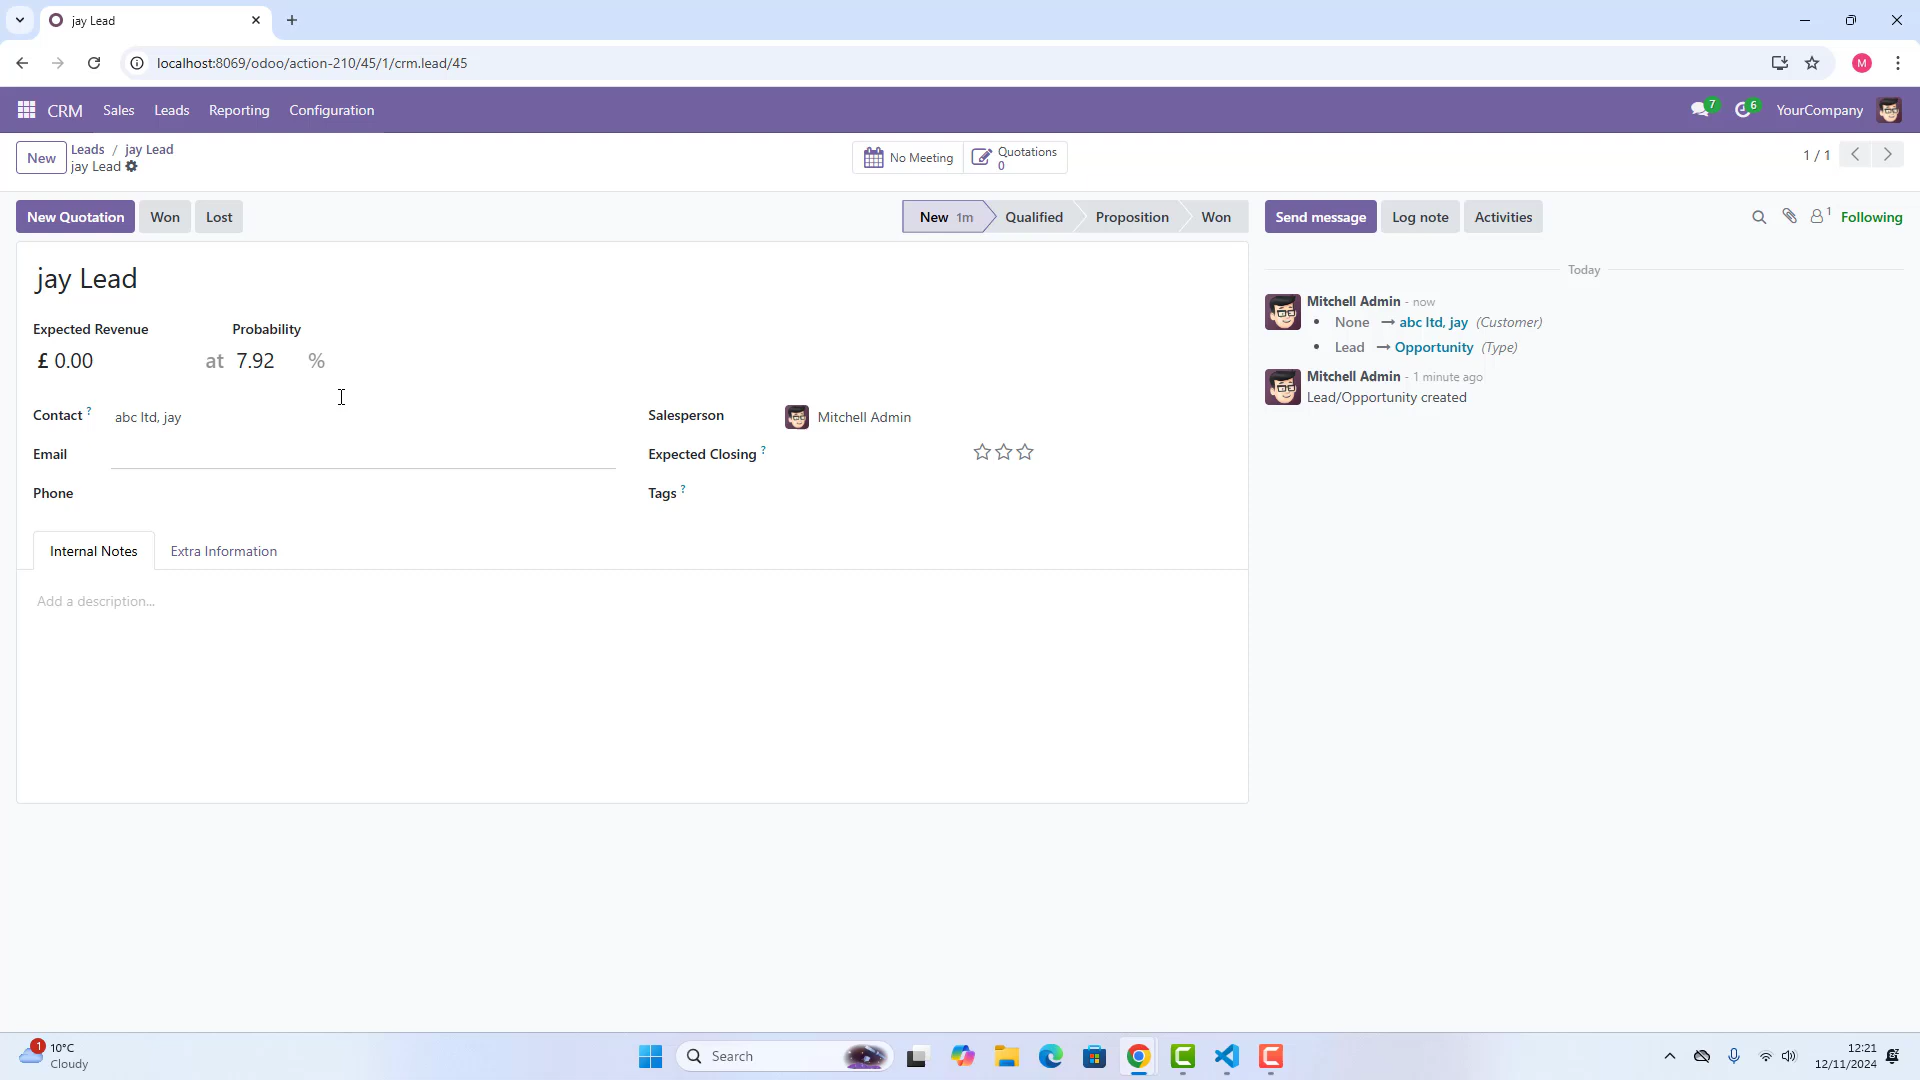 jay Lead
localhost:8069/odoo/action-210/45/1/crm.lead/45
M
CRM Sales Leads Reporting Configuration
7 6 YourCompany
New
Leads / jay Lead
jay Lead
No Meeting
Quotations
0
1 / 1
New Quotation Won Lost
New 1m Qualified Proposition Won
Send message Log note Activities
1 Following
jay Lead
Expected Revenue Probability
£ 0.00 at 7.92 %
Contact ? abc ltd, jay
Email
Phone
Salesperson Mitchell Admin
Expected Closing ?
Tags ?
Internal Notes Extra Information
Add a description...
Today
Mitchell Admin - now
• None → abc ltd, jay (Customer)
• Lead → Opportunity (Type)
Mitchell Admin - 1 minute ago
Lead/Opportunity created
1
10°C
Cloudy
Search
12:21
12/11/2024